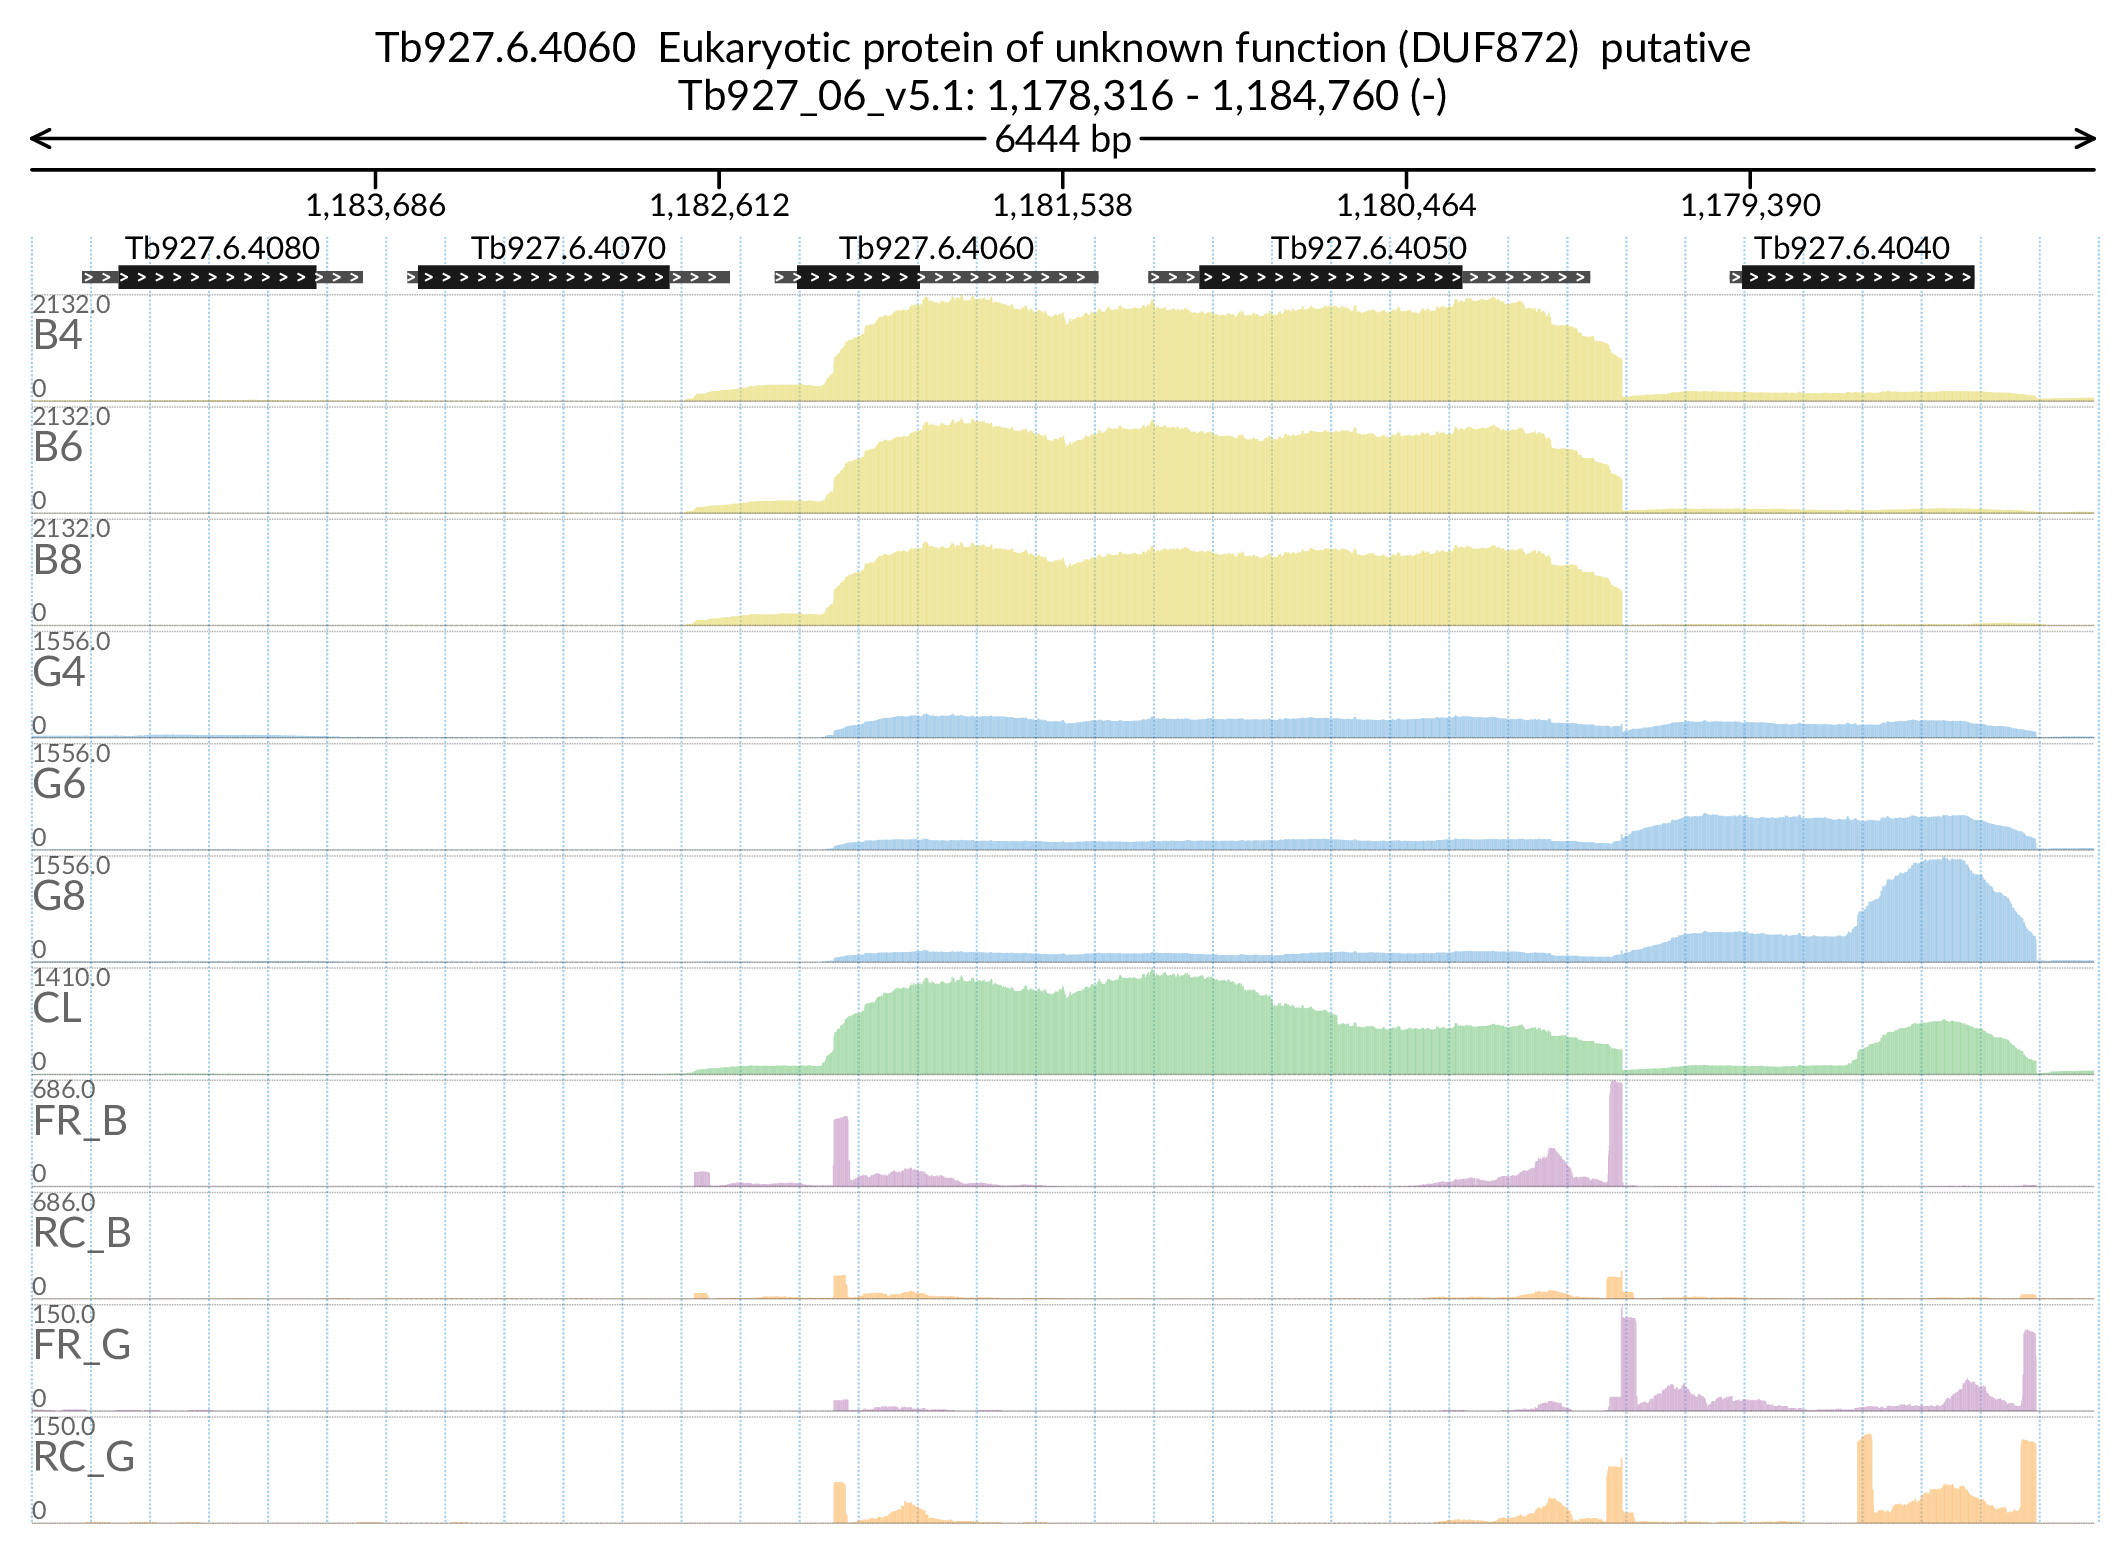 Tb927.6.4060 Eukaryotic protein of unknown function (DUF872) putative
Tb927_06_v5.1: 1,178,316 - 1,184,760 (-)
6444 bp
1,183,686 1,182,612 1,181,538 1,180,464 1,179,390
Tb927.6.4080 Tb927.6.4070 Tb927.6.4060 Tb927.6.4050 Tb927.6.4040
2132.0
B4
0
2132.0
B6
0
2132.0
B8
0
1556.0
G4
0
1556.0
G6
0
1556.0
G8
0
1410.0
CL
0
686.0
FR_B
0
686.0
RC_B
0
150.0
FR_G
0
150.0
RC_G
0